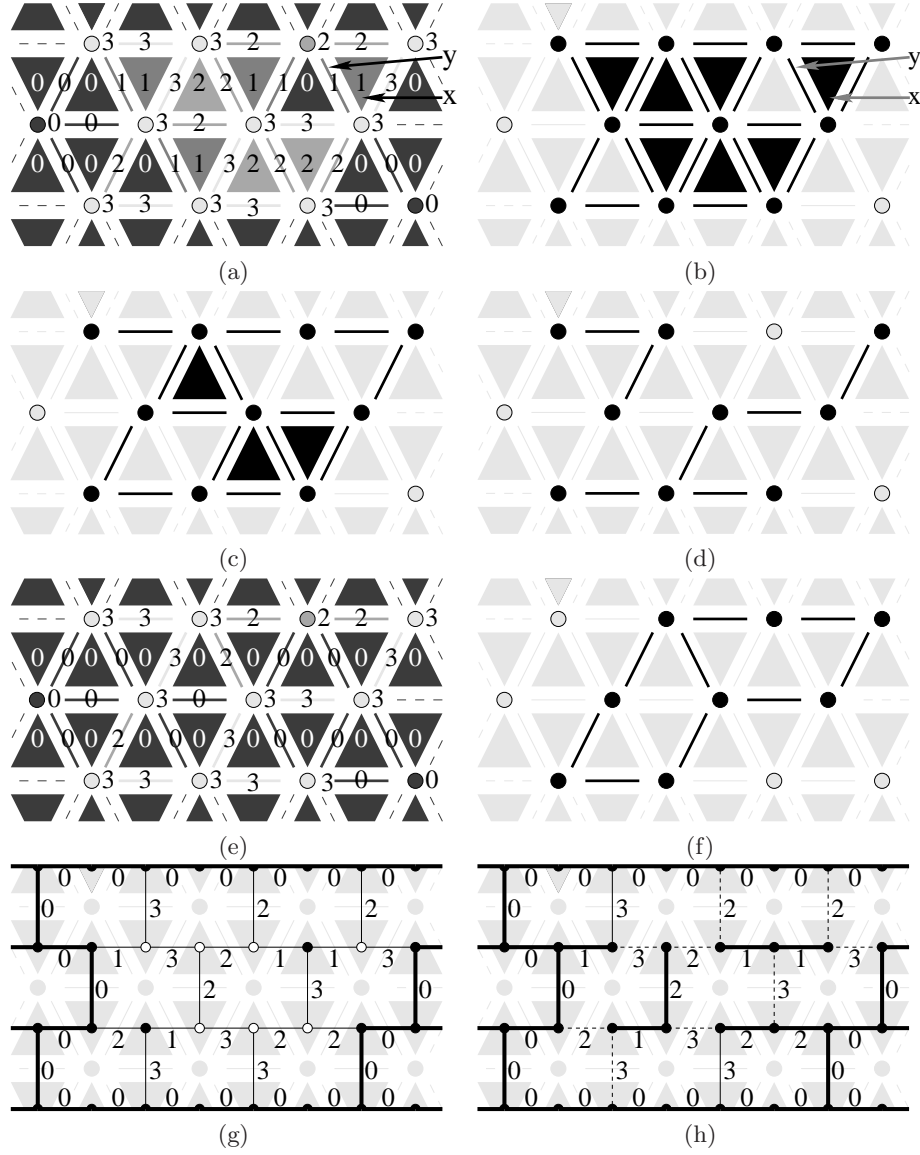 3 3 2 2 2 3
y
0 0 0 1 1 3 2 2 1 1 0 1 1 3 0
x
0 0 3 2 3 3
0 0 0 2 0 1 1 3 2 2 2 2 0 0 0
3 3 3 3 3 0 0
(a)
y
x
(b)
(c)
(d)
3 3 3 2 2 2 3
0 0 0 0 0 3 0 2 0 0 0 0 0 3 0
0 0 3 0 3 3 3
0 0 0 2 0 0 0 3 0 0 0 0 0 0 0
3 3 3 3 3 0 0
(e)
(f)
0 0 0 0 0 0 0
0 3 2 2
0 1 3 2 1 1 3
0 2 3 0
0 2 1 3 2 2 0
0 3 3 0
0 0 0 0 0 0 0
(g)
0 0 0 0 0 0 0
0 3 2 2
0 1 3 2 1 1 3
0 2 3 0
0 2 1 3 2 2 0
0 3 3 0
0 0 0 0 0 0 0
(h)